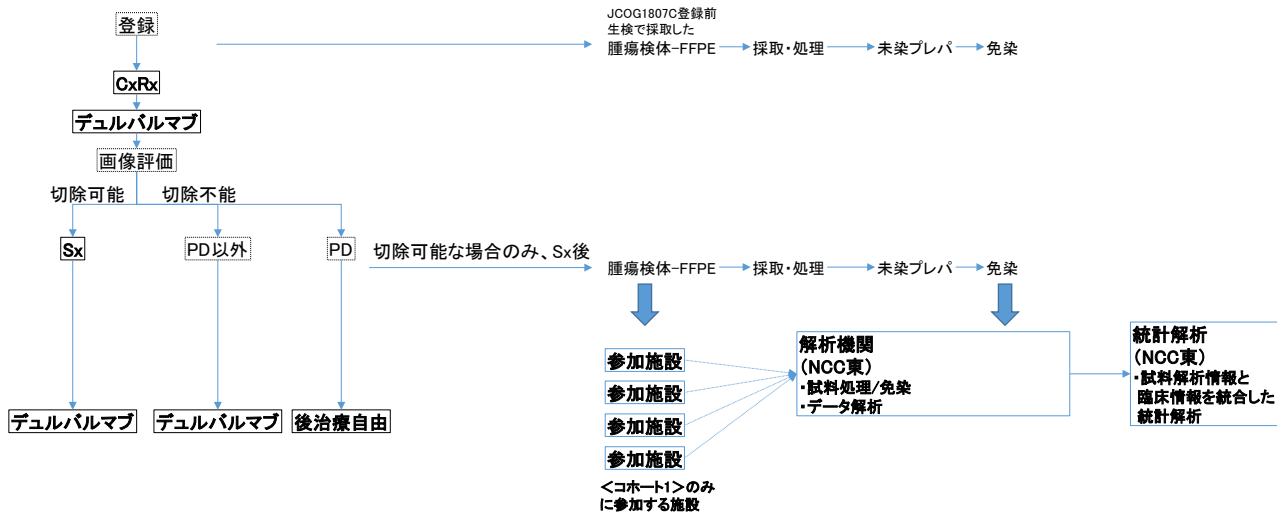 登録
JCOG1807C登録前
生検で採取した
腫瘍検体-FFPE
採取・処理
未染プレパ
免染
CxRx
デュルバルマブ
画像評価
切除可能
切除不能
Sx
PD以外
PD
切除可能な場合のみ、Sx後
腫瘍検体-FFPE
採取・処理
未染プレパ
免染
参加施設
参加施設
参加施設
参加施設
<コホート1>のみ
に参加する施設
解析機関
(NCC東)
・試料処理/免染
・データ解析
統計解析
(NCC東)
・試料解析情報と
臨床情報を統合した
統計解析
デュルバルマブ
デュルバルマブ
後治療自由